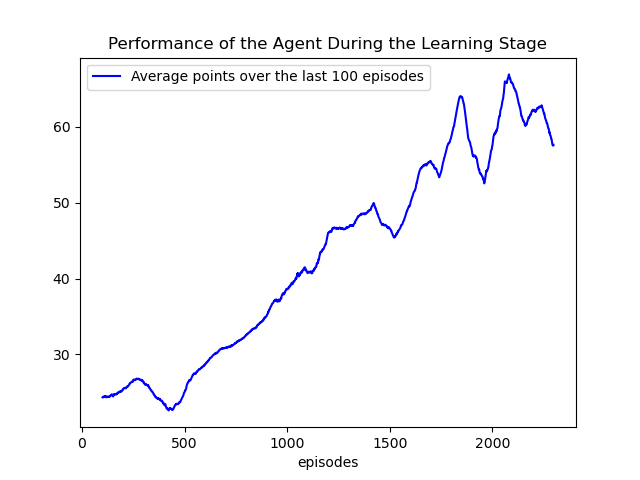 Performance of the Agent During the Learning Stage
Average points over the last 100 episodes
60
50
40
30
0 500 1000 1500 2000
episodes